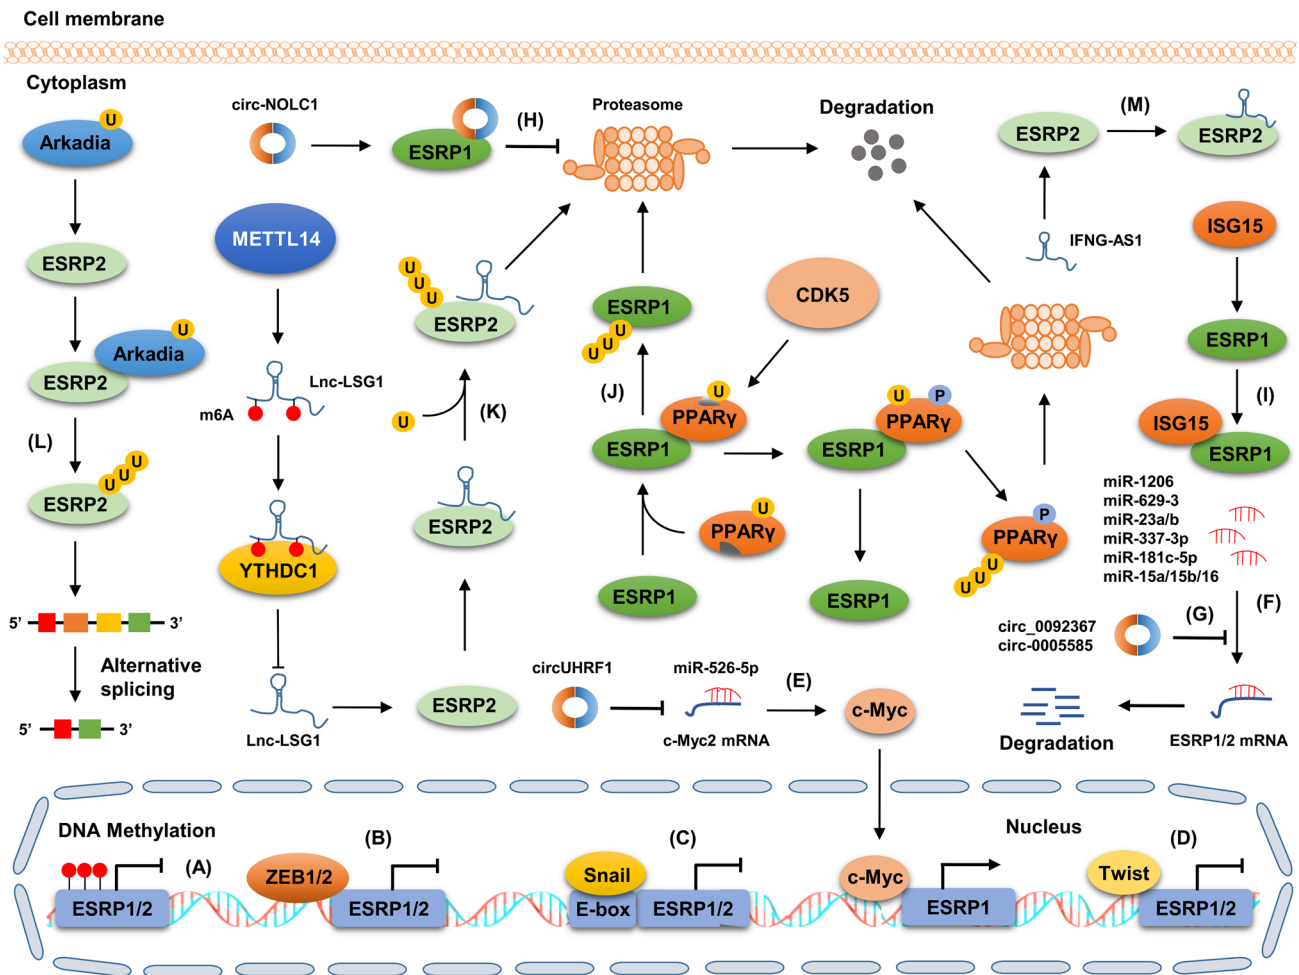 Cell membrane
Cytoplasm
U
Arkadia
ESRP2
U
Arkadia
ESRP2
(L)
U
U
U
ESRP2
5’
3’
Alternative
splicing
5’
3’
circ-NOLC1
ESRP1
(H)
METTL14
Lnc-LSG1
m6A
YTHDC1
Lnc-LSG1
ESRP2
ESRP2
U
(K)
U
U
U
ESRP2
Proteasome
Degradation
ESRP1
U
U
U
(J)
CDK5
U
PPARγ
ESRP1
U
PPARγ
ESRP1
U
P
PPARγ
ESRP1
ESRP1
P
PPARγ
U
U
U
circUHRF1
miR-526-5p
c-Myc2 mRNA
(E)
c-Myc
ESRP2
(M)
ESRP2
IFNG-AS1
ISG15
ESRP1
(I)
ISG15
ESRP1
miR-1206
miR-629-3
miR-23a/b
miR-337-3p
miR-181c-5p
miR-15a/15b/16
(F)
(G)
circ_0092367
circ-0005585
Degradation
ESRP1/2 mRNA
DNA Methylation
(A)
ESRP1/2
(B)
ZEB1/2
ESRP1/2
(C)
Snail
E-box
ESRP1/2
c-Myc
ESRP1
Nucleus
(D)
Twist
ESRP1/2